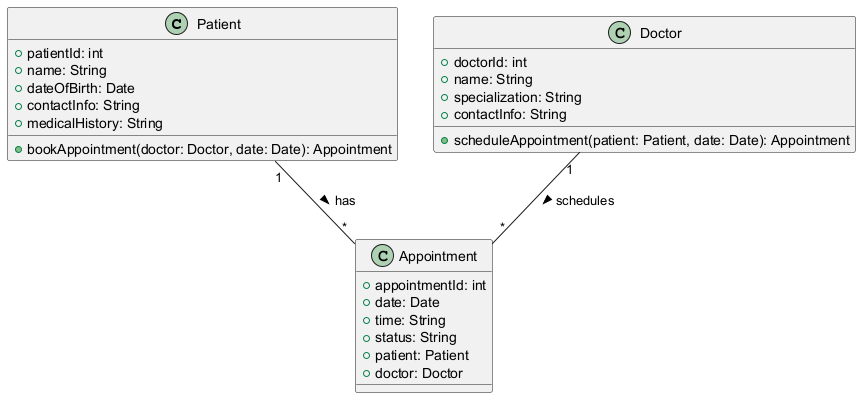 C Patient
+ patientId: int
+ name: String
+ dateOfBirth: Date
+ contactInfo: String
+ medicalHistory: String
+ bookAppointment(doctor: Doctor, date: Date): Appointment
C Doctor
+ doctorId: int
+ name: String
+ specialization: String
+ contactInfo: String
+ scheduleAppointment(patient: Patient, date: Date): Appointment
1
has
*
1
schedules
*
C Appointment
appointmentId: int
date: Date
time: String
status: String
patient: Patient
doctor: Doctor